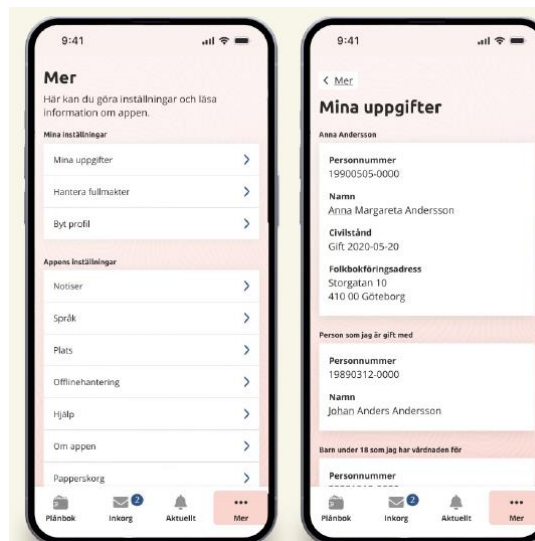 9:41
Mer
Här kan du göra inställningar och läsa
information om appen.
Mina inställningar
Mina uppgifter
Hantera fullmakter
Byt profil
Appens inställningar
Notiser
Språk
Plats
Offlinehantering
Hjälp
Om appen
Papperskorg
2
Plånbok
Inkorg
Aktuellt
Mer
9:41
Mer
Mina uppgifter
Anna Andersson
Personnummer
19900505-0000
Namn
Anna Margareta Andersson
Civilstånd
Gift 2020-05-20
Folkbokföringsadress
Storgatan 10
410 00 Göteborg
Person som jag är gift med
Personnummer
19890312-0000
Namn
Johan Anders Andersson
Barn under 18 som jag har vårdnaden för
Personnummer
2
Plånbok
Inkorg
Aktuellt
Mer